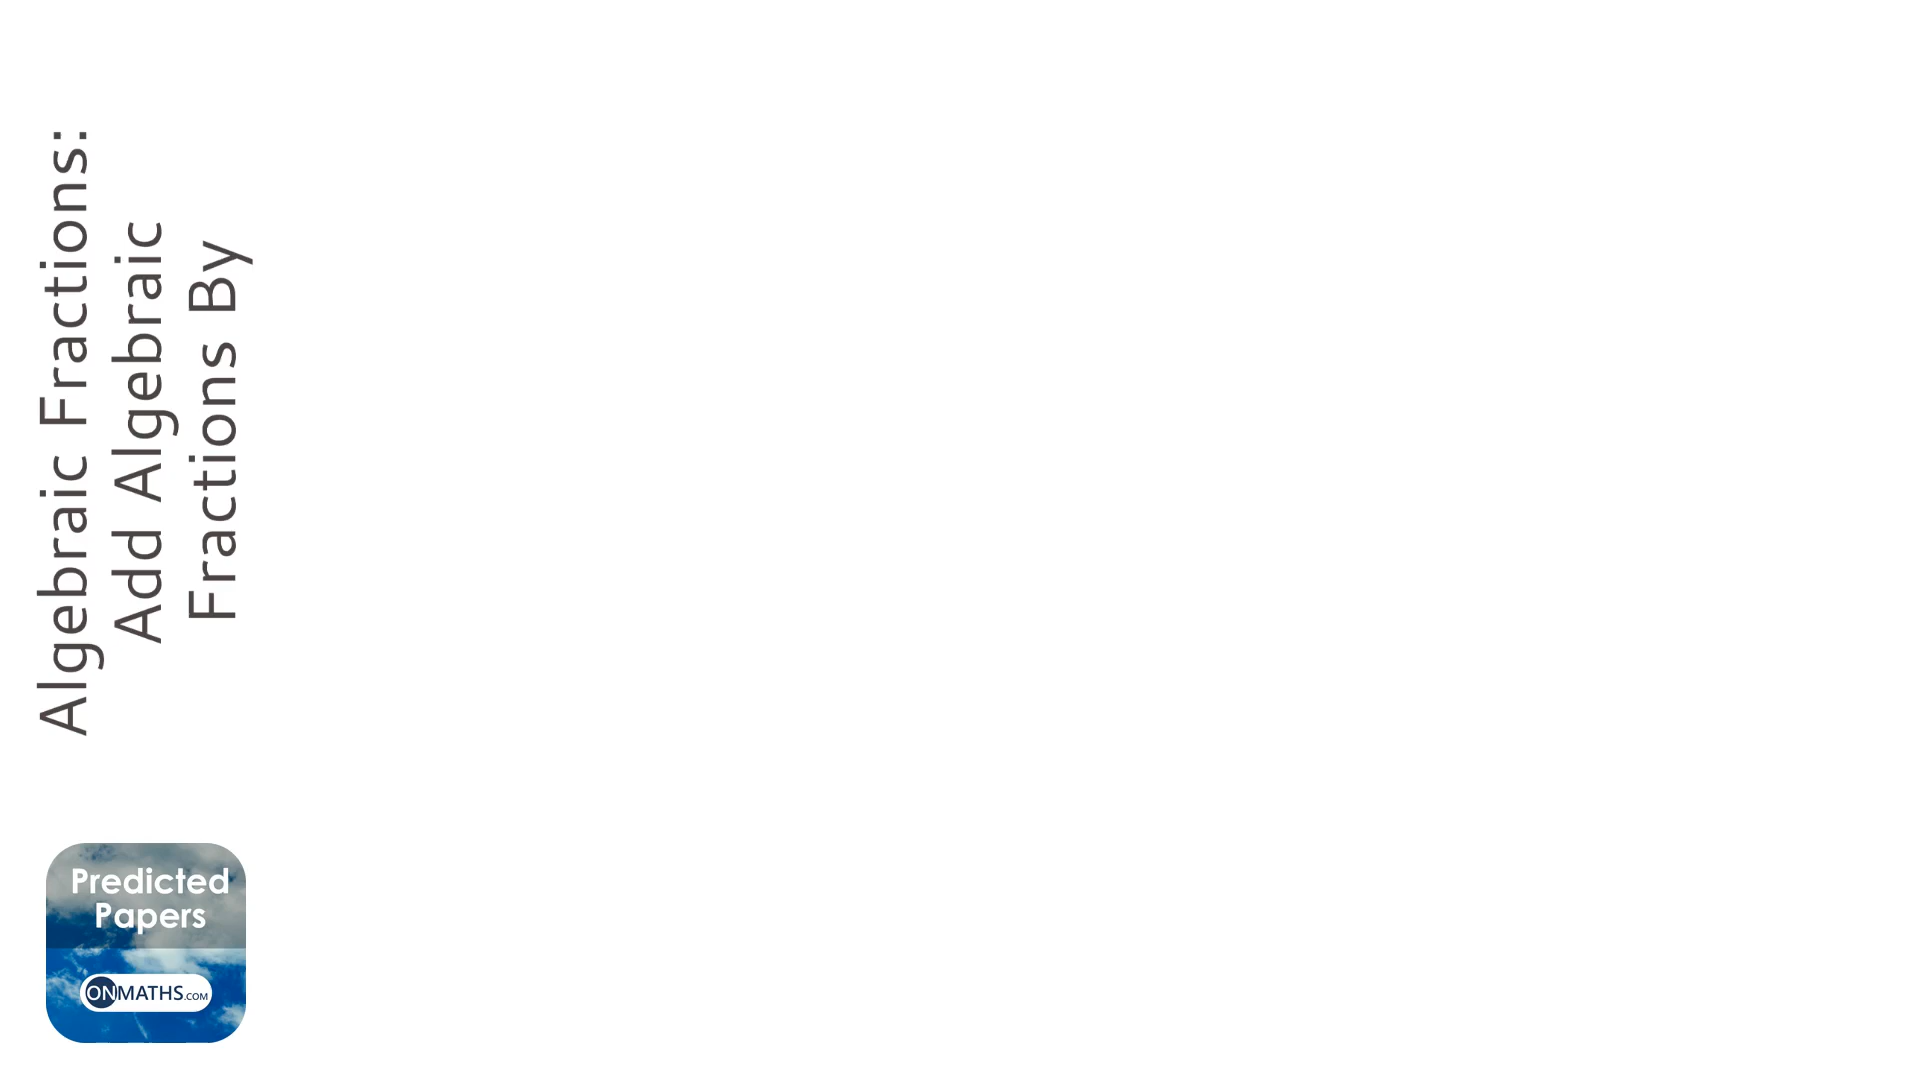 Algebraic Fractions:
Add Algebraic
Fractions By
Predicted
Papers
ONMATHS.COM